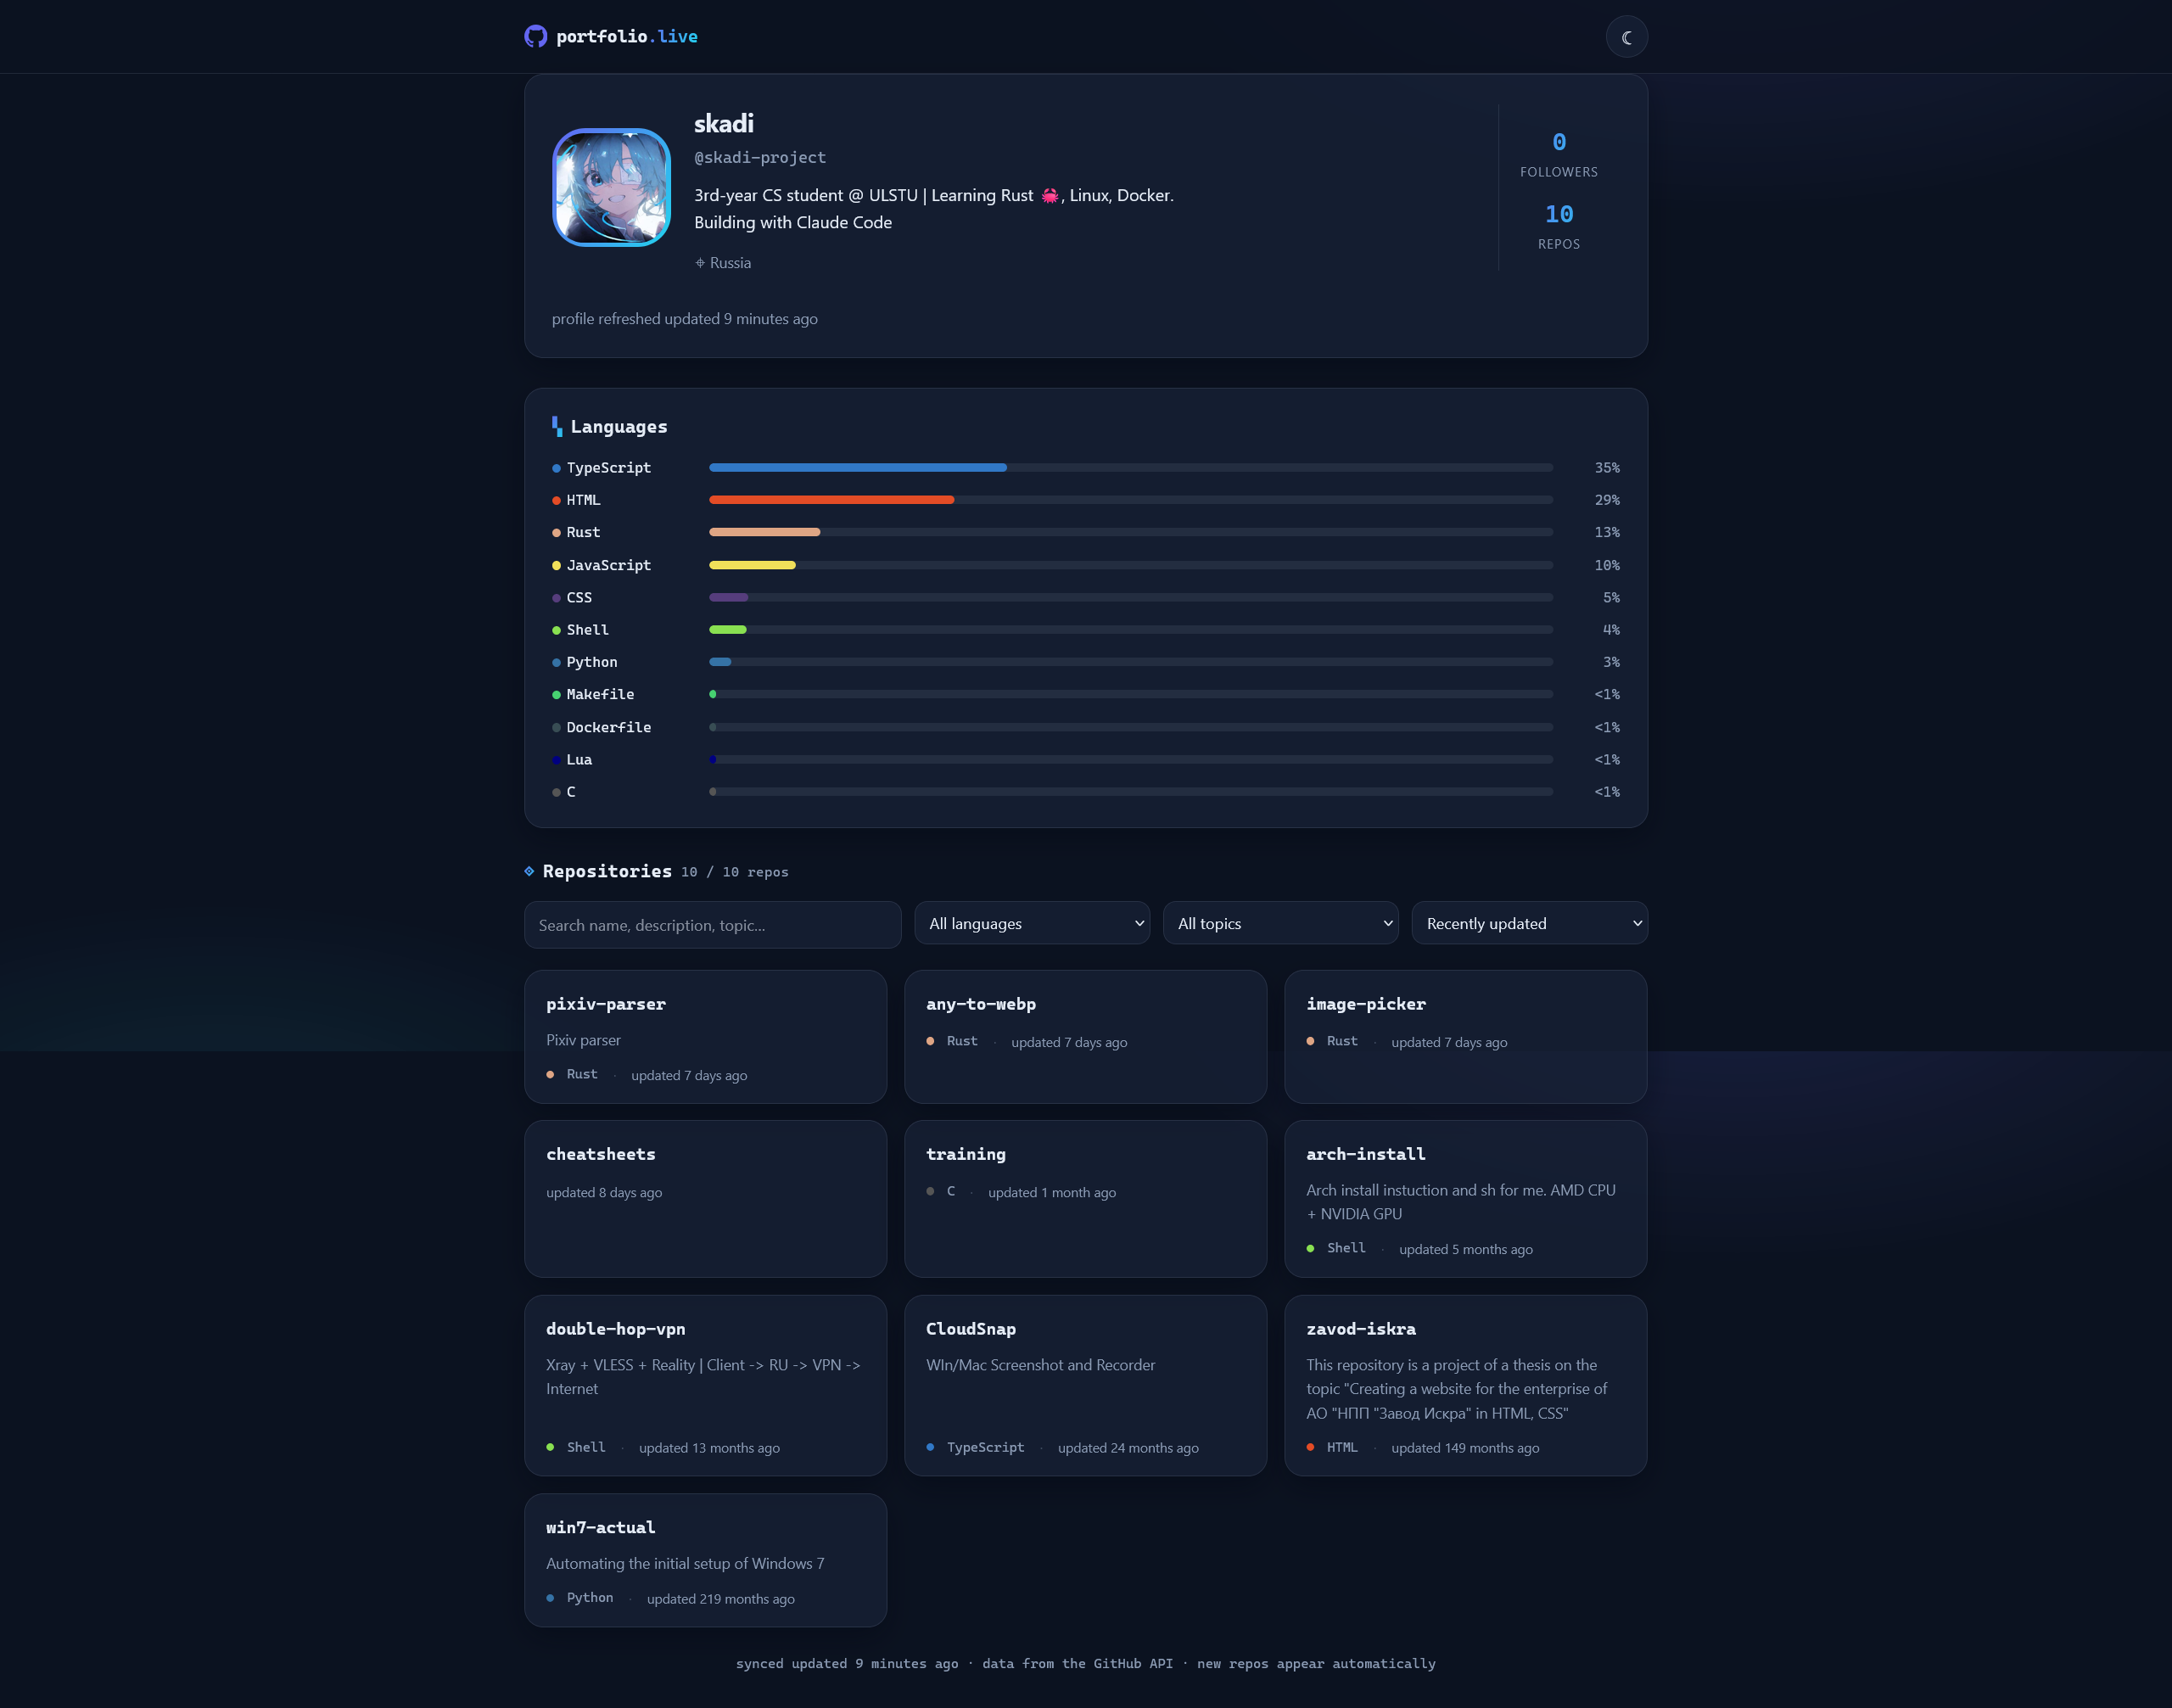 portfolio.live
skadi
@skadi-project
3rd-year CS student @ ULSTU | Learning Rust 🦀, Linux, Docker.
Building with Claude Code
⌖ Russia
0
FOLLOWERS
10
REPOS
profile refreshed updated 9 minutes ago
Languages
TypeScript 35%
HTML 29%
Rust 13%
JavaScript 10%
CSS 5%
Shell 4%
Python 3%
Makefile <1%
Dockerfile <1%
Lua <1%
C <1%
Repositories 10 / 10 repos
Search name, description, topic...
All languages
All topics
Recently updated
pixiv-parser
Pixiv parser
Rust · updated 7 days ago
any-to-webp
Rust · updated 7 days ago
image-picker
Rust · updated 7 days ago
cheatsheets
updated 8 days ago
training
C · updated 1 month ago
arch-install
Arch install instuction and sh for me. AMD CPU
+ NVIDIA GPU
Shell · updated 5 months ago
double-hop-vpn
Xray + VLESS + Reality | Client -> RU -> VPN ->
Internet
Shell · updated 13 months ago
CloudSnap
WIn/Mac Screenshot and Recorder
TypeScript · updated 24 months ago
zavod-iskra
This repository is a project of a thesis on the
topic "Creating a website for the enterprise of
АО "НПП "Завод Искра" in HTML, CSS"
HTML · updated 149 months ago
win7-actual
Automating the initial setup of Windows 7
Python · updated 219 months ago
synced updated 9 minutes ago · data from the GitHub API · new repos appear automatically